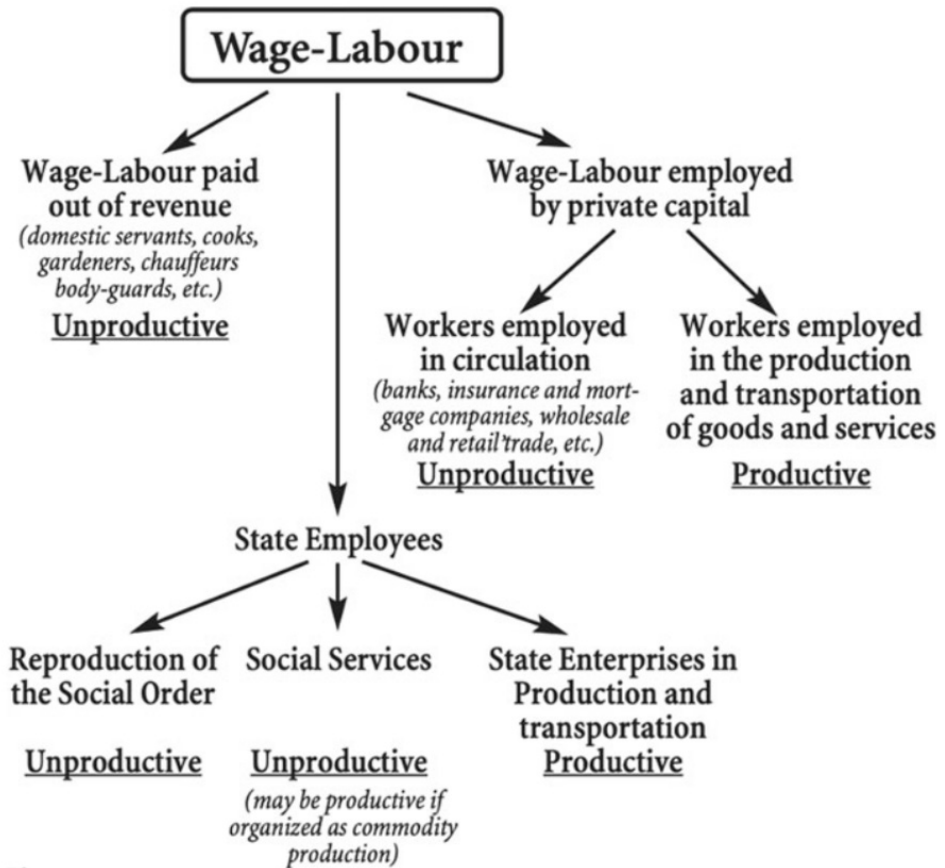 Wage-Labour
Wage-Labour paid
out of revenue
(domestic servants, cooks,
gardeners, chauffeurs
body-guards, etc.)
Unproductive
Wage-Labour employed
by private capital
Workers employed
in circulation
(banks, insurance and mort-
gage companies, wholesale
and retail trade, etc.)
Unproductive
Workers employed
in the production
and transportation
of goods and services
Productive
State Employees
Reproduction of
the Social Order
Unproductive
Social Services
Unproductive
(may be productive if
organized as commodity
production)
State Enterprises in
Production and
transportation
Productive